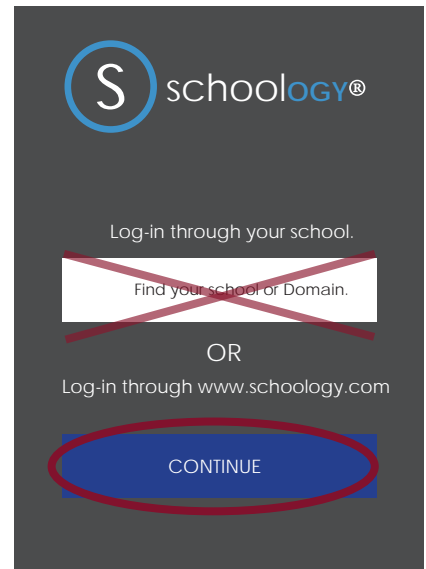 S schoolOGY®
Log-in through your school.
Find your school or Domain.
OR
Log-in through www.schoology.com
CONTINUE